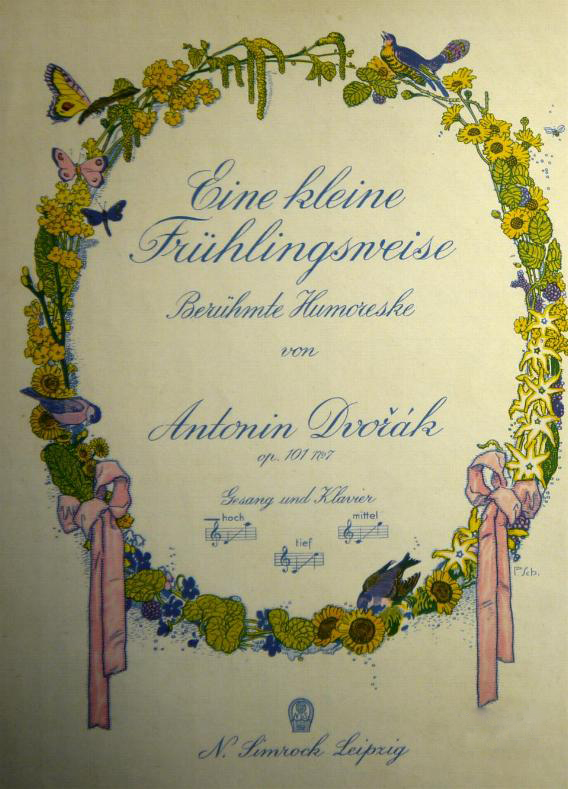 Eine kleine
Frühlingsweise
Berühmte Humoreske
von
Antonin Dvořák
op. 101 No 7
Gesang und Klavier
hoch
mittel
tief
N. Simrock Leipzig